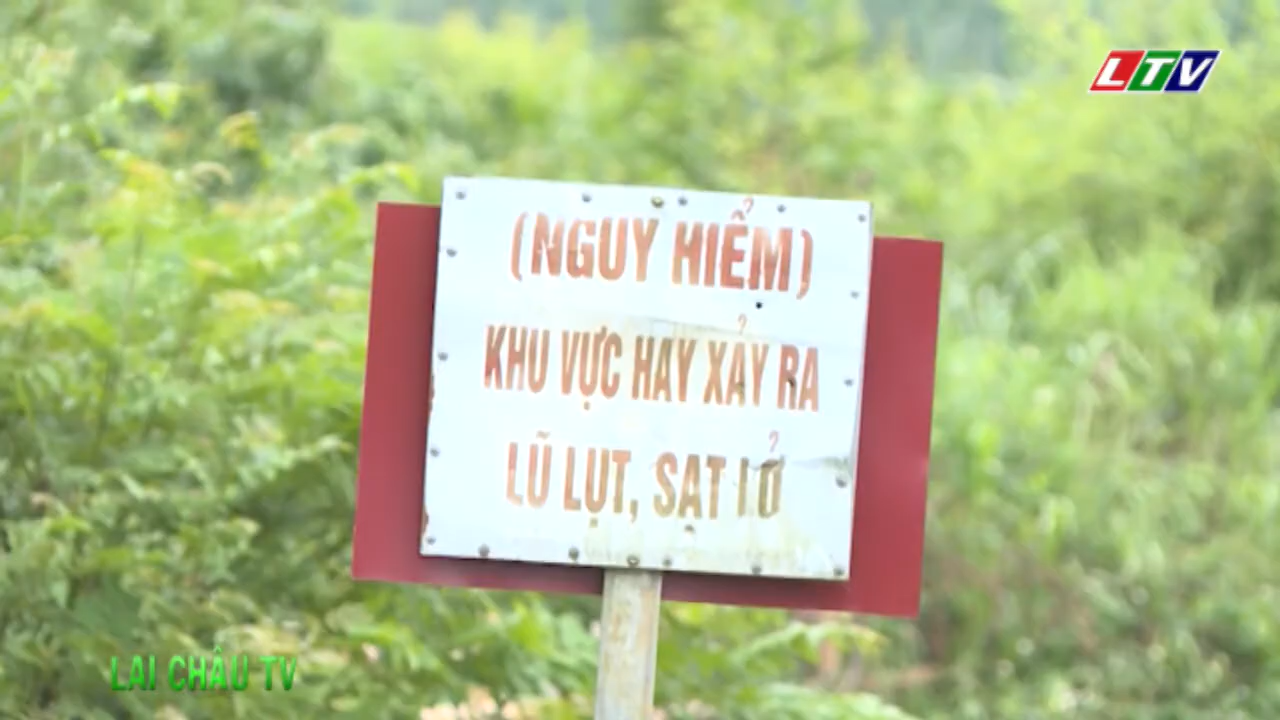 LTV
(NGUY HIỂM)
KHU VỰC HAY XẢY RA
LŨ LỤT, SẠT LỞ
LAI CHÂU TV